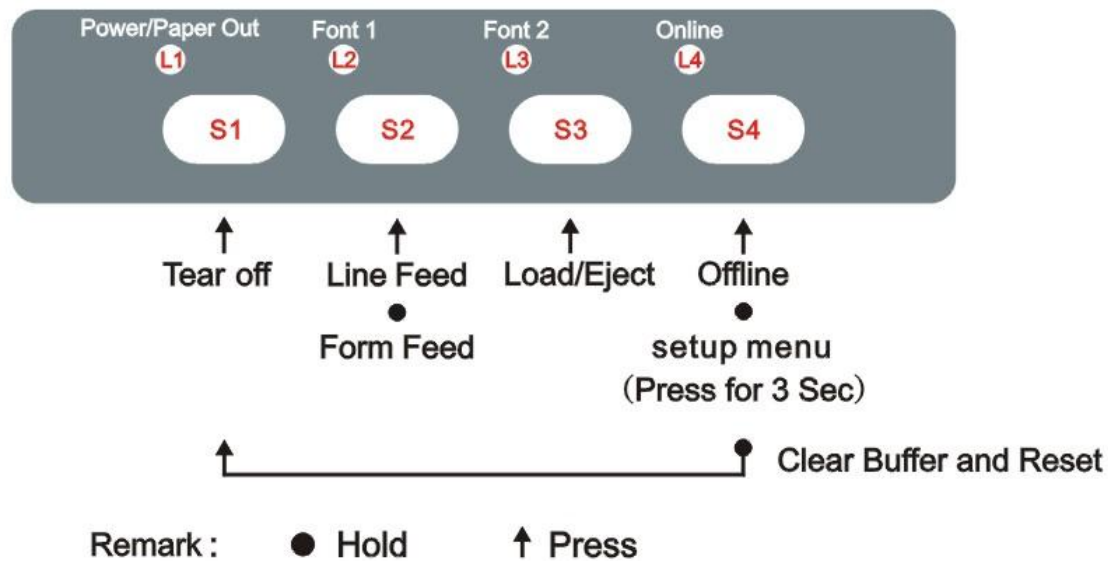 Power/Paper Out Font 1 Font 2 Online
L1 L2 L3 L4
S1 S2 S3 S4
Tear off Line Feed Load/Eject Offline
Form Feed setup menu
(Press for 3 Sec)
Clear Buffer and Reset
Remark: Hold Press